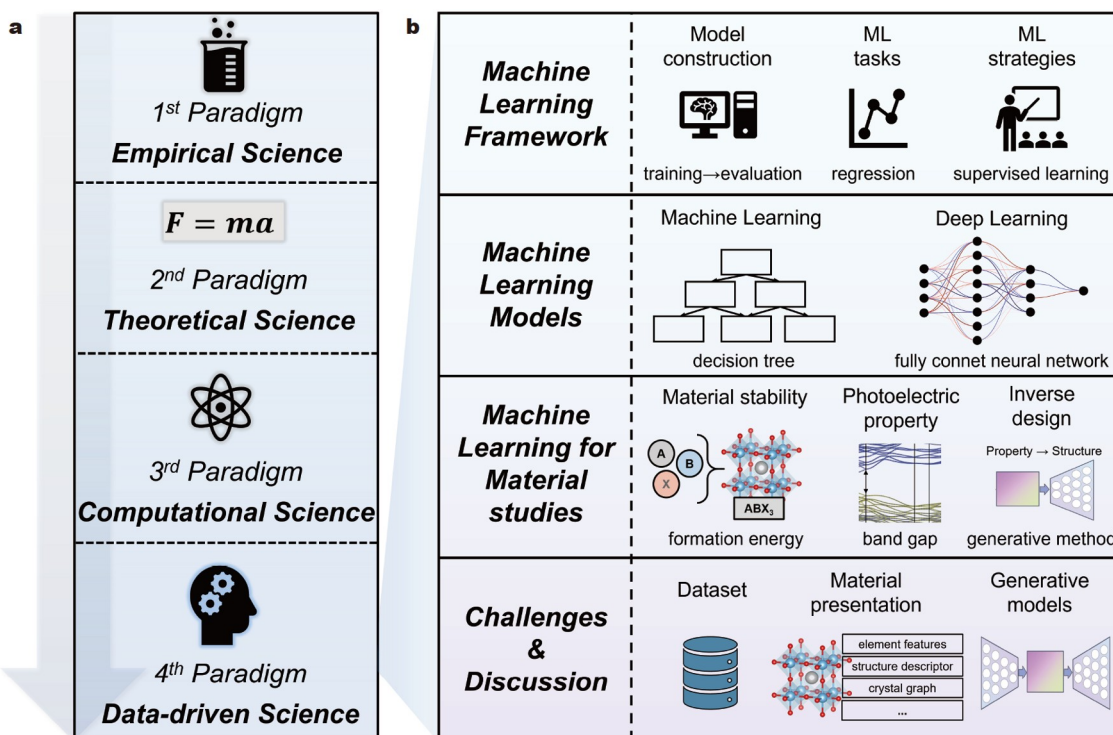 a
1st Paradigm
Empirical Science
F = ma
2nd Paradigm
Theoretical Science
3rd Paradigm
Computational Science
4th Paradigm
Data-driven Science
b
Machine
Learning
Framework
Model
construction
training→evaluation
ML
tasks
regression
ML
strategies
supervised learning
Machine
Learning
Models
Machine Learning
decision tree
Deep Learning
fully connet neural network
Machine
Learning for
Material
studies
Material stability
A
B
X
ABX₃
formation energy
Photoelectric
property
band gap
Inverse
design
Property → Structure
generative method
Challenges
&
Discussion
Dataset
Material
presentation
element features
structure descriptor
crystal graph
...
Generative
models